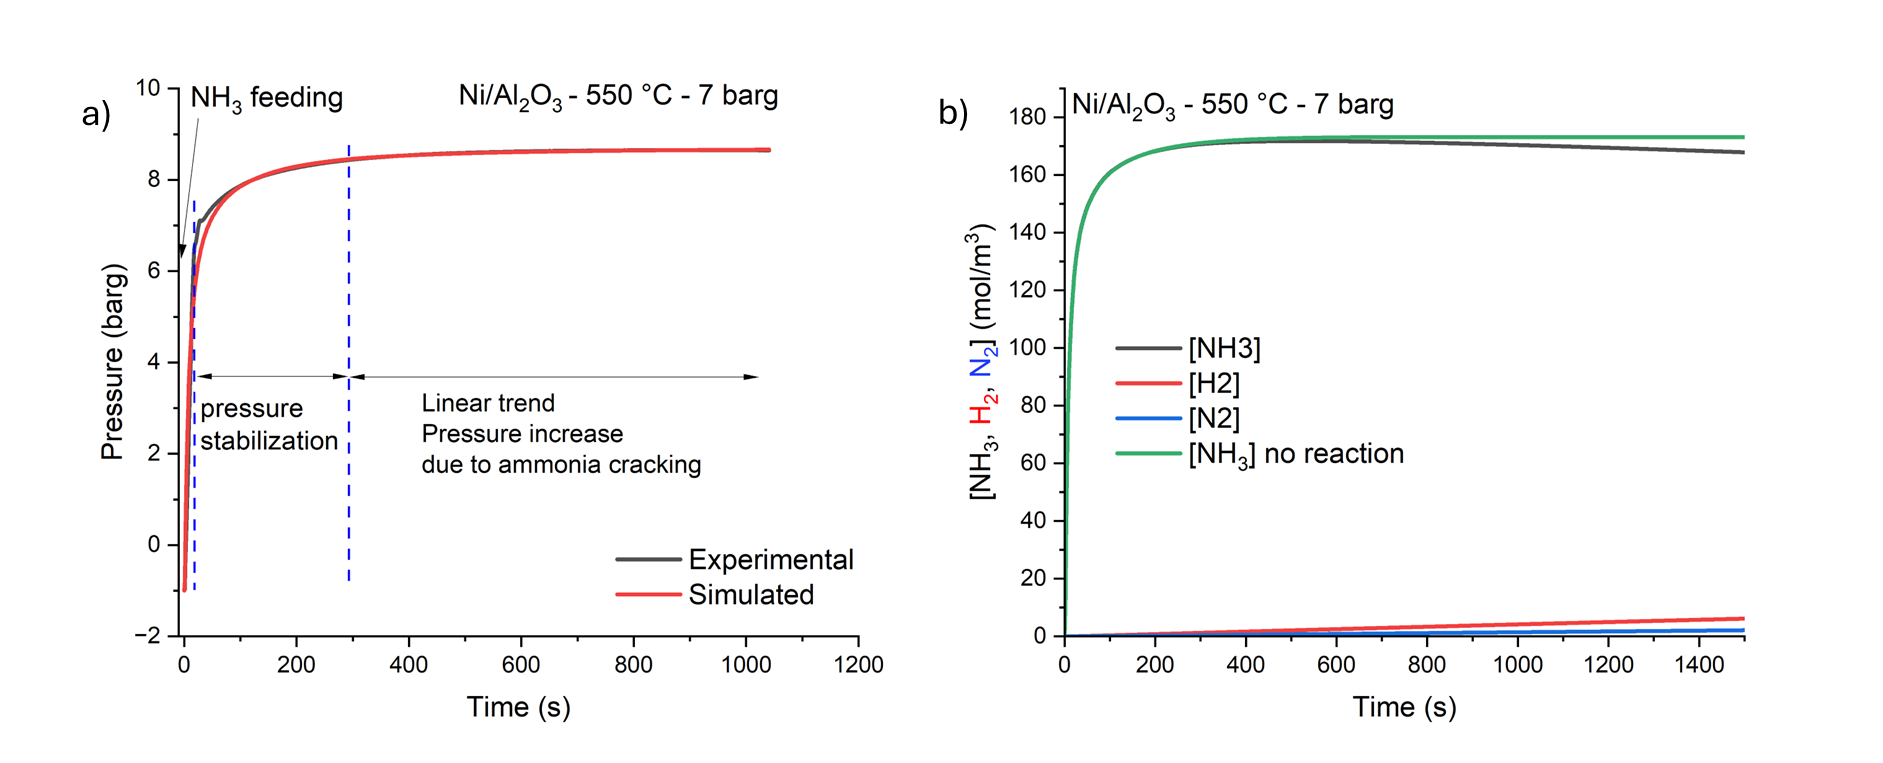 a)
NH₃ feeding
Ni/Al₂O₃ - 550 °C - 7 barg
10
8
6
4
2
0
−2
Pressure (barg)
pressure
stabilization
Linear trend
Pressure increase
due to ammonia cracking
Experimental
Simulated
0 200 400 600 800 1000 1200
Time (s)
b)
Ni/Al₂O₃ - 550 °C - 7 barg
180
160
140
120
100
80
60
40
20
0
[NH₃, H₂, N₂] (mol/m³)
[NH3]
[H2]
[N2]
[NH₃] no reaction
0 200 400 600 800 1000 1200 1400
Time (s)